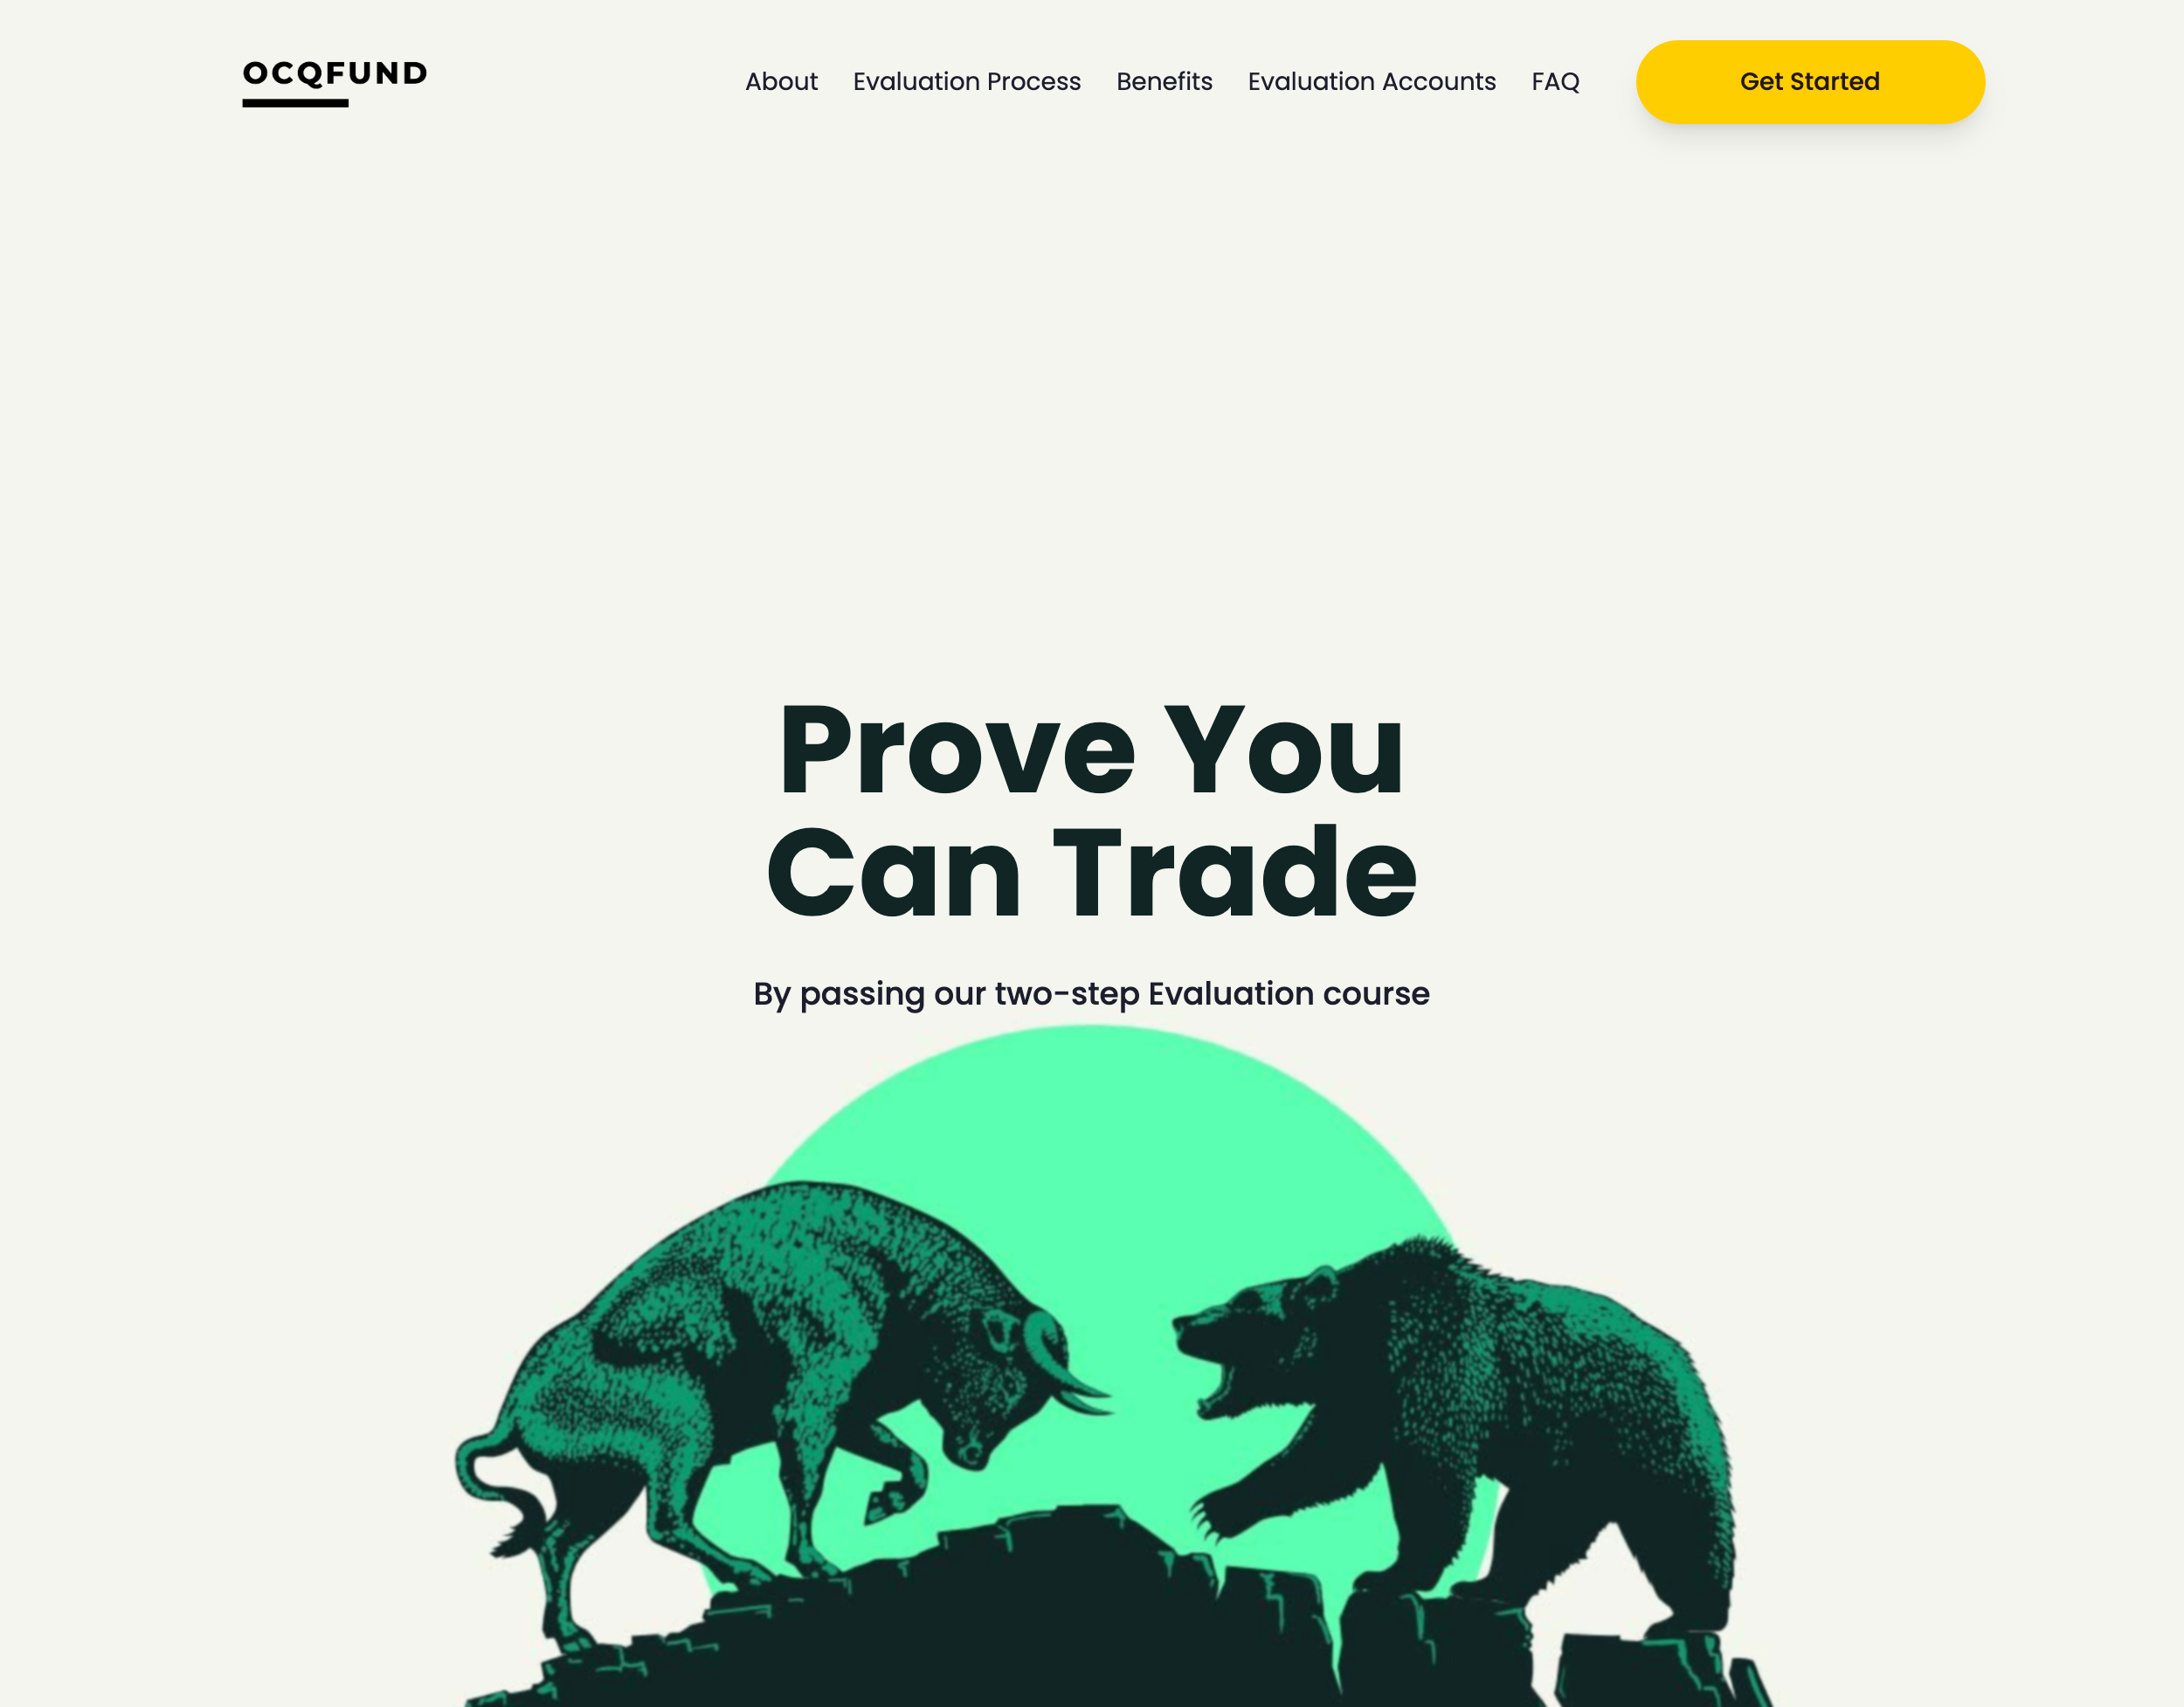 OCQFUND
About Evaluation Process Benefits Evaluation Accounts FAQ Get Started
Prove You
Can Trade
By passing our two-step Evaluation course